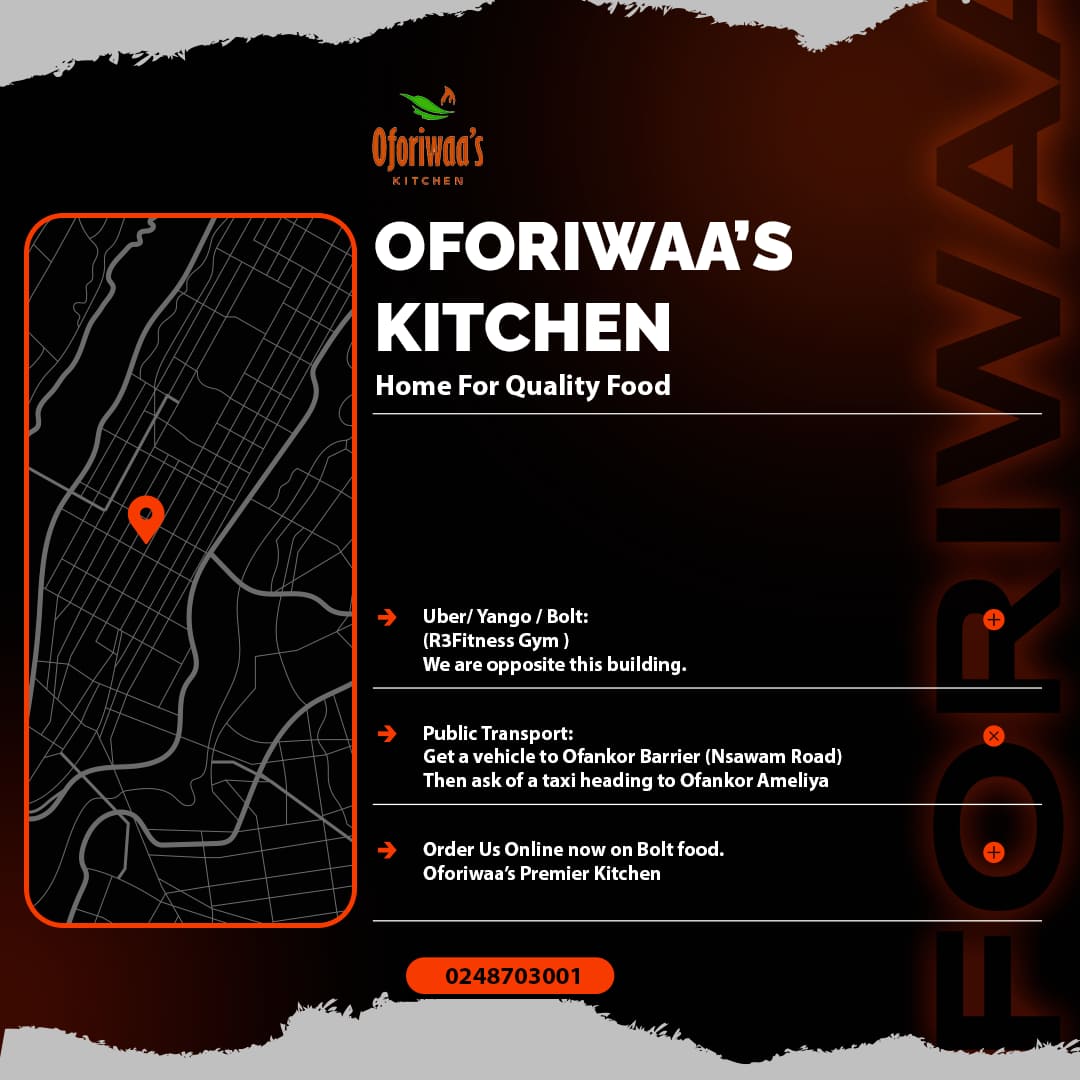 Oforiwaa's
KITCHEN
OFORIWAA’S
KITCHEN
Home For Quality Food
Uber/ Yango / Bolt:
(R3Fitness Gym )
We are opposite this building.
Public Transport:
Get a vehicle to Ofankor Barrier (Nsawam Road)
Then ask of a taxi heading to Ofankor Ameliya
Order Us Online now on Bolt food.
Oforiwaa’s Premier Kitchen
0248703001
FORIWAA